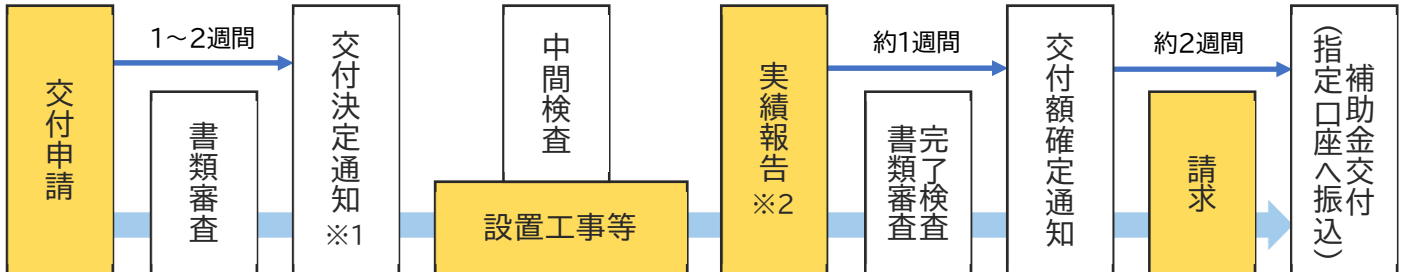 交付申請
1～2週間
書類審査
交付決定通知
※1
中間検査
設置工事等
実績報告
※2
約1週間
完了検査
書類審査
交付額確定通知
約2週間
請求
補助金交付
(指定口座へ振込)